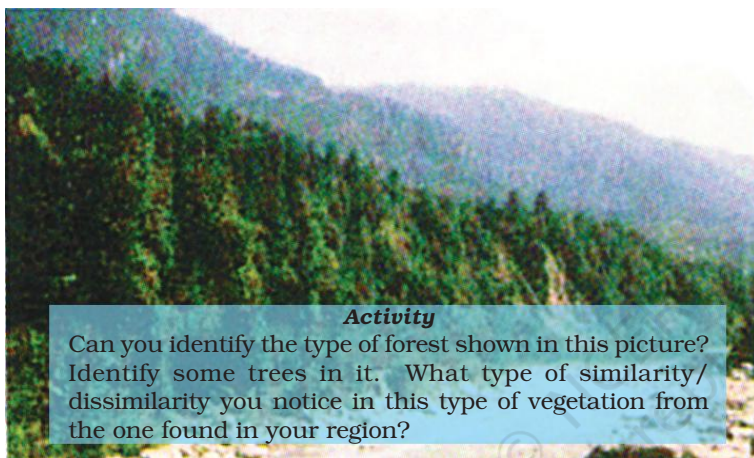 Activity
Can you identify the type of forest shown in this picture?
Identify some trees in it. What type of similarity/
dissimilarity you notice in this type of vegetation from
the one found in your region?